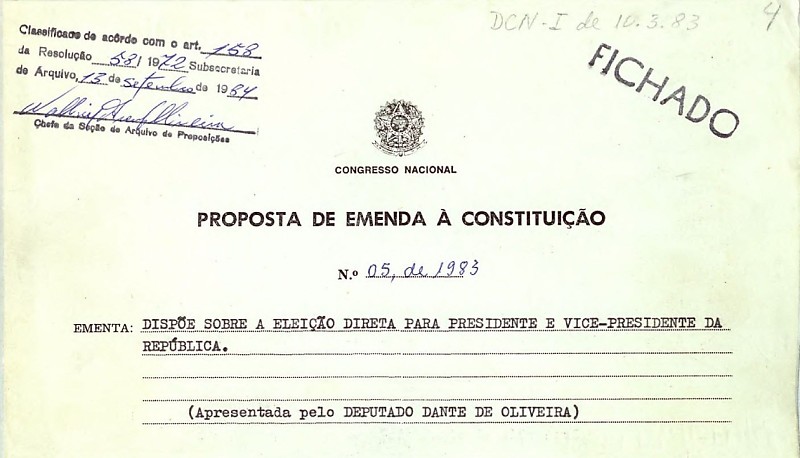 DCN-I de 10.3.83
4
Classificado de acôrdo com o art. 158
da Resolução 58/ 1972 Subsecretaria
de Arquivo, 13 de setembro de 1984
Chefe da Seção de Arquivo de Proposições
FICHADO
CONGRESSO NACIONAL
PROPOSTA DE EMENDA À CONSTITUIÇÃO
N.º 05, de 1983
EMENTA: DISPÕE SOBRE A ELEIÇÃO DIRETA PARA PRESIDENTE E VICE-PRESIDENTE DA
REPÚBLICA.
(Apresentada pelo DEPUTADO DANTE DE OLIVEIRA)